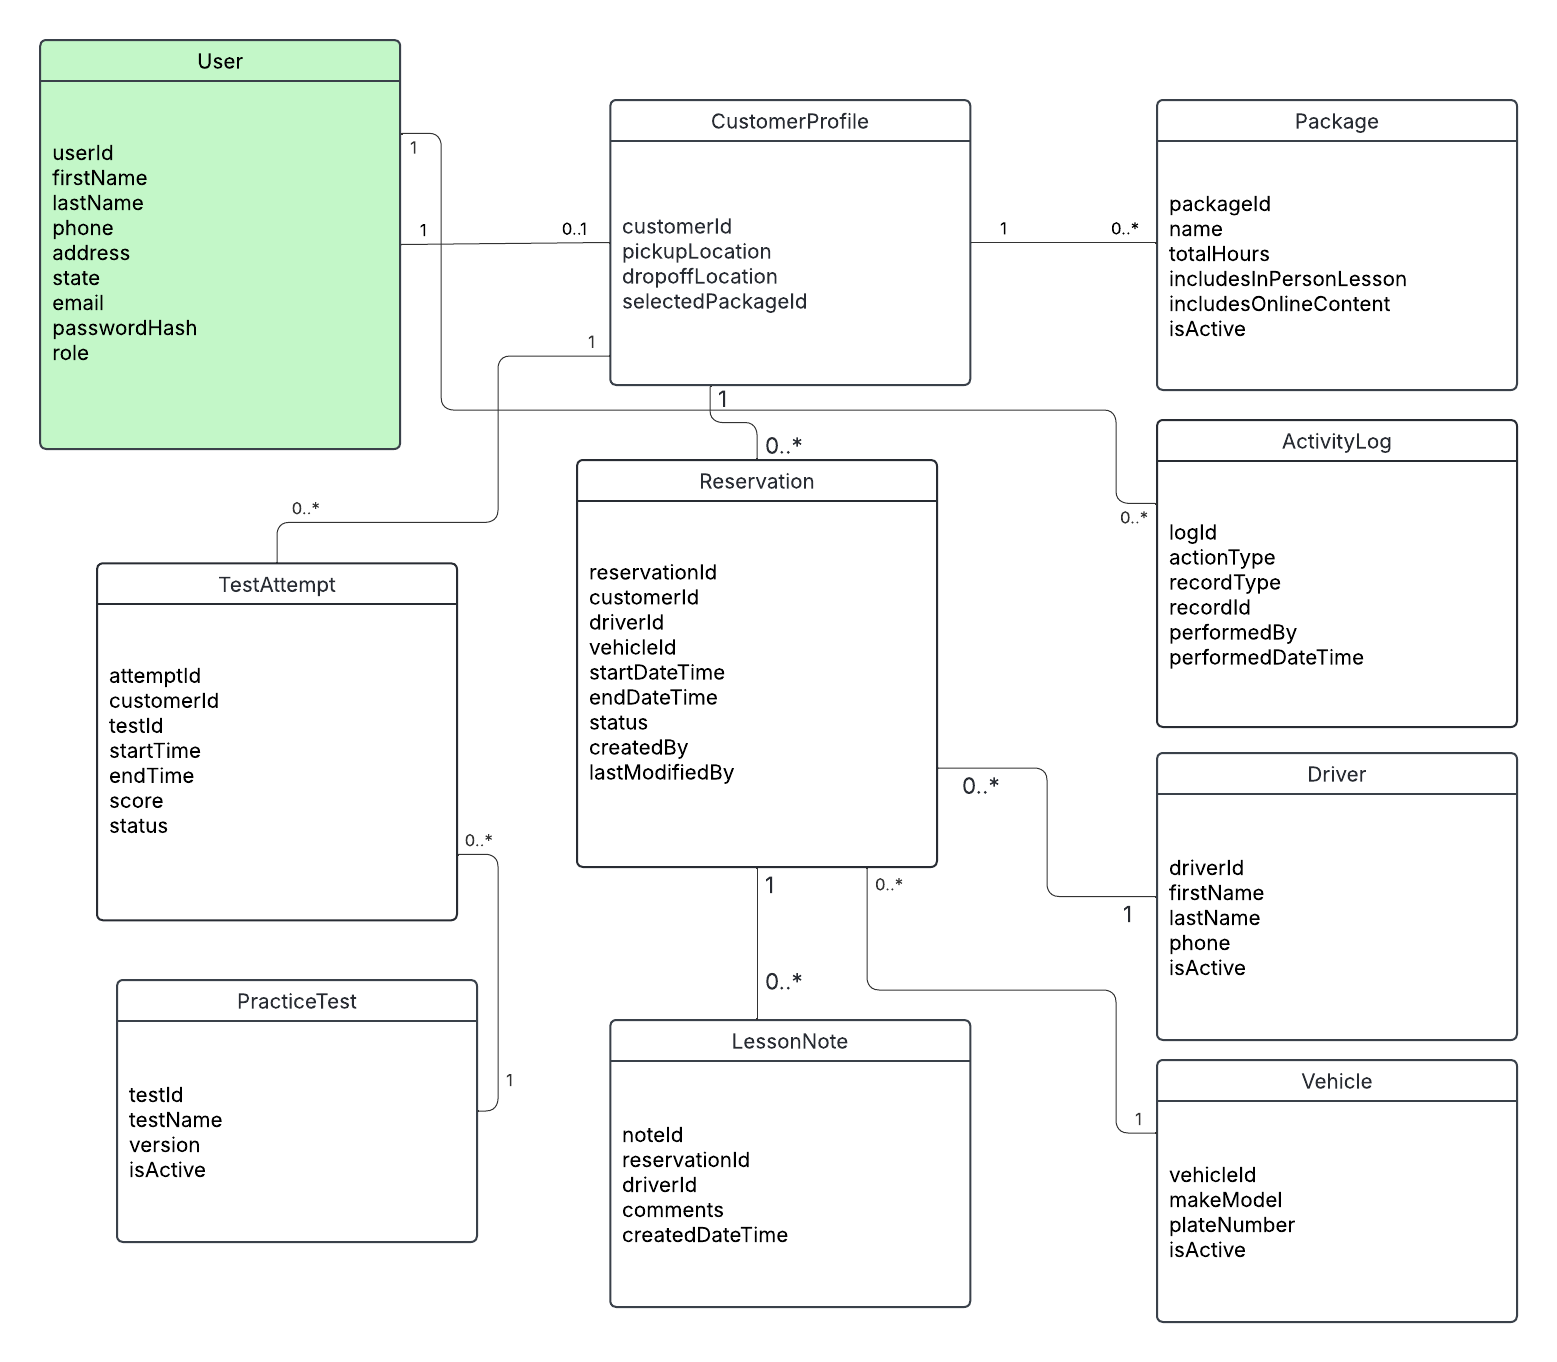 User
userId
firstName
lastName
phone
address
state
email
passwordHash
role
1
1
0..1
CustomerProfile
customerId
pickupLocation
dropoffLocation
selectedPackageId
1
0..*
Package
packageId
name
totalHours
includesInPersonLesson
includesOnlineContent
isActive
1
1
0..*
0..*
0..*
ActivityLog
logId
actionType
recordType
recordId
performedBy
performedDateTime
Reservation
reservationId
customerId
driverId
vehicleId
startDateTime
endDateTime
status
createdBy
lastModifiedBy
TestAttempt
attemptId
customerId
testId
startTime
endTime
score
status
0..*
0..*
1
Driver
driverId
firstName
lastName
phone
isActive
1
0..*
0..*
PracticeTest
testId
testName
version
isActive
1
LessonNote
noteId
reservationId
driverId
comments
createdDateTime
1
Vehicle
vehicleId
makeModel
plateNumber
isActive